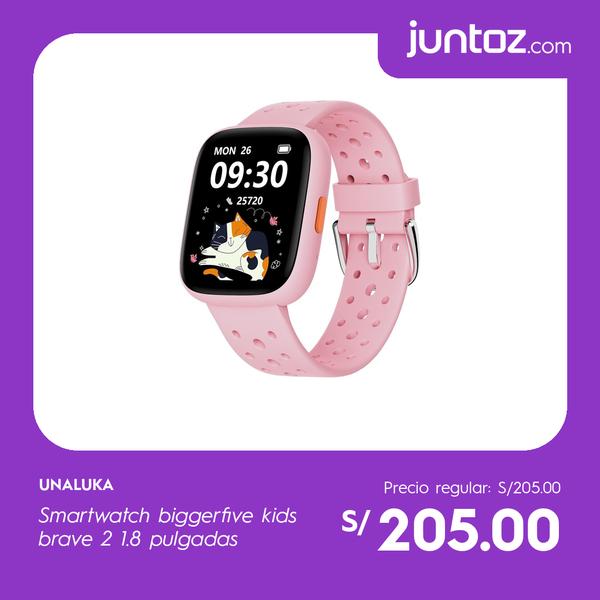 juntoz.com
MON 26
09:30
25720
UNALUKA
Smartwatch biggerfive kids
brave 2 1.8 pulgadas
Precio regular: S/205.00
S/ 205.00